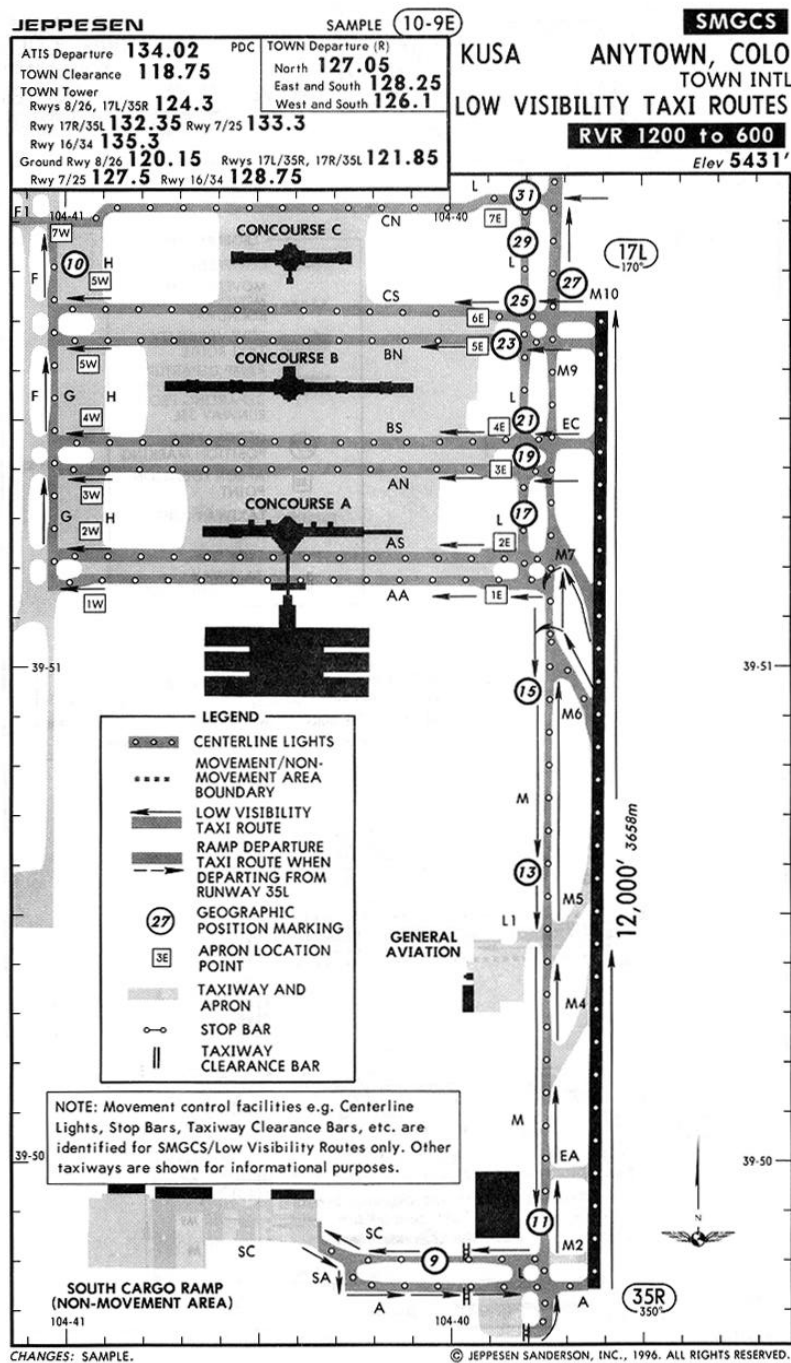 JEPPESEN
SAMPLE 10-9E
SMGCS
ATIS Departure 134.02 PDC
TOWN Clearance 118.75
TOWN Tower
Rwys 8/26, 17L/35R 124.3
Rwy 17R/35L 132.35 Rwy 7/25 133.3
Rwy 16/34 135.3
Ground Rwy 8/26 120.15 Rwys 17L/35R, 17R/35L 121.85
Rwy 7/25 127.5 Rwy 16/34 128.75
TOWN Departure (R)
North 127.05
East and South 128.25
West and South 126.1
KUSA ANYTOWN, COLO
TOWN INTL
LOW VISIBILITY TAXI ROUTES
RVR 1200 to 600
Elev 5431'
L 31
F1 104-41 104-40 7E
7W CN
CONCOURSE C
29
17L
170°
10 H
F 5W
L
27
CS 25 M10
6E
BN 5E 23
5W CONCOURSE B
M9
F G H
4W
L
BS 4E 21 EC
19
AN 3E
3W
CONCOURSE A
G H
2W
L 17
AS 2E
M7
AA 1E
1W
39-51 39-51
15
M6
LEGEND
CENTERLINE LIGHTS
MOVEMENT/NON-
MOVEMENT AREA
BOUNDARY
LOW VISIBILITY
TAXI ROUTE
RAMP DEPARTURE
TAXI ROUTE WHEN
DEPARTING FROM
RUNWAY 35L
27 GEOGRAPHIC
POSITION MARKING
3E APRON LOCATION
POINT
TAXIWAY AND
APRON
STOP BAR
TAXIWAY
CLEARANCE BAR
M
13
12,000' 3658m
M5
L1
GENERAL
AVIATION
M4
NOTE: Movement control facilities e.g. Centerline
Lights, Stop Bars, Taxiway Clearance Bars, etc. are
identified for SMGCS/Low Visibility Routes only. Other
taxiways are shown for informational purposes.
M
39-50 EA 39-50
11
N
SC SC 9 M2
SA L
SOUTH CARGO RAMP
(NON-MOVEMENT AREA)
A A
35R
350°
104-41 104-40
CHANGES: SAMPLE.
© JEPPESEN SANDERSON, INC., 1996. ALL RIGHTS RESERVED.